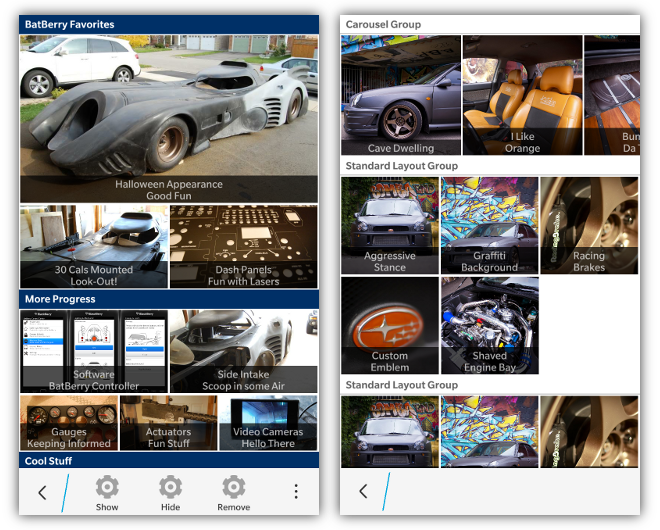 BatBerry Favorites
Halloween Appearance
Good Fun
30 Cals Mounted
Look-Out!
Dash Panels
Fun with Lasers
More Progress
Software
BatBerry Controller
Side Intake
Scoop in some Air
Gauges
Keeping Informed
Actuators
Fun Stuff
Video Cameras
Hello There
Cool Stuff
Show
Hide
Remove
Carousel Group
Cave Dwelling
I Like
Orange
Bun
Da T
Standard Layout Group
Aggressive
Stance
Graffiti
Background
Racing
Brakes
Custom
Emblem
Shaved
Engine Bay
Standard Layout Group